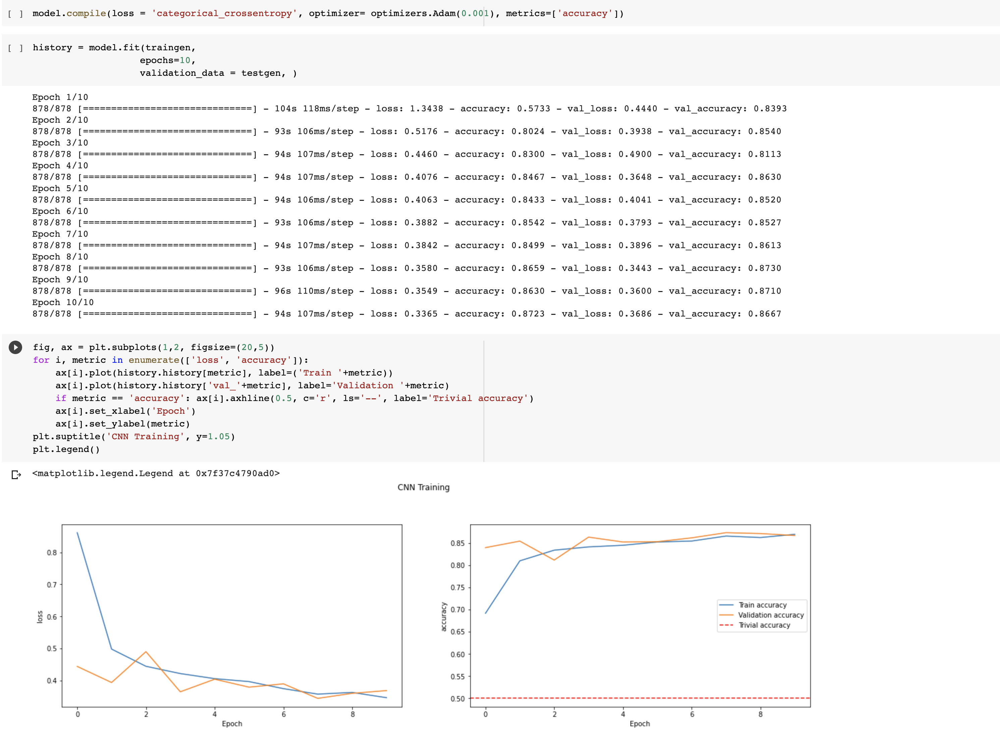 [ ] model.compile(loss = 'categorical_crossentropy', optimizer= optimizers.Adam(0.001), metrics=['accuracy'])
[ ] history = model.fit(traingen,
                   epochs=10,
                   validation_data = testgen, )
Epoch 1/10
878/878 [==============================] - 104s 118ms/step - loss: 1.3438 - accuracy: 0.5733 - val_loss: 0.4440 - val_accuracy: 0.8393
Epoch 2/10
878/878 [==============================] - 93s 106ms/step - loss: 0.5176 - accuracy: 0.8024 - val_loss: 0.3938 - val_accuracy: 0.8540
Epoch 3/10
878/878 [==============================] - 94s 107ms/step - loss: 0.4460 - accuracy: 0.8300 - val_loss: 0.4900 - val_accuracy: 0.8113
Epoch 4/10
878/878 [==============================] - 94s 107ms/step - loss: 0.4076 - accuracy: 0.8467 - val_loss: 0.3648 - val_accuracy: 0.8630
Epoch 5/10
878/878 [==============================] - 94s 106ms/step - loss: 0.4063 - accuracy: 0.8433 - val_loss: 0.4041 - val_accuracy: 0.8520
Epoch 6/10
878/878 [==============================] - 93s 106ms/step - loss: 0.3882 - accuracy: 0.8542 - val_loss: 0.3793 - val_accuracy: 0.8527
Epoch 7/10
878/878 [==============================] - 94s 107ms/step - loss: 0.3842 - accuracy: 0.8499 - val_loss: 0.3896 - val_accuracy: 0.8613
Epoch 8/10
878/878 [==============================] - 93s 106ms/step - loss: 0.3580 - accuracy: 0.8659 - val_loss: 0.3443 - val_accuracy: 0.8730
Epoch 9/10
878/878 [==============================] - 96s 110ms/step - loss: 0.3549 - accuracy: 0.8630 - val_loss: 0.3600 - val_accuracy: 0.8710
Epoch 10/10
878/878 [==============================] - 94s 107ms/step - loss: 0.3365 - accuracy: 0.8723 - val_loss: 0.3686 - val_accuracy: 0.8667
fig, ax = plt.subplots(1,2, figsize=(20,5))
for i, metric in enumerate(['loss', 'accuracy']):
    ax[i].plot(history.history[metric], label=('Train '+metric))
    ax[i].plot(history.history['val_'+metric], label='Validation '+metric)
    if metric == 'accuracy': ax[i].axhline(0.5, c='r', ls='--', label='Trivial accuracy')
    ax[i].set_xlabel('Epoch')
    ax[i].set_ylabel(metric)
plt.suptitle('CNN Training', y=1.05)
plt.legend()
<matplotlib.legend.Legend at 0x7f37c4790ad0>
CNN Training
0.8
0.7
0.6
0.5
0.4
loss
0 2 4 6 8
Epoch
0.85
0.80
0.75
0.70
0.65
0.60
0.55
0.50
accuracy
Train accuracy
Validation accuracy
Trivial accuracy
0 2 4 6 8
Epoch